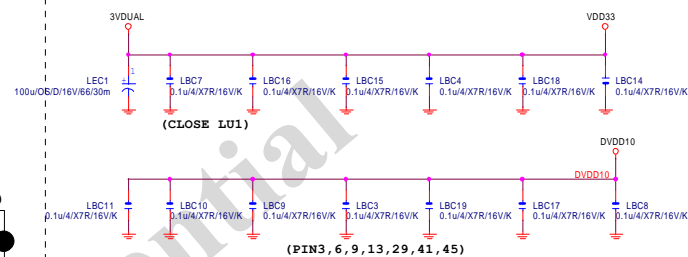 3VDUAL
VDD33
1
LEC1
100u/OS/D/16V/66/30m
LBC7
0.1u/4/X7R/16V/K
LBC16
0.1u/4/X7R/16V/K
LBC15
0.1u/4/X7R/16V/K
LBC4
0.1u/4/X7R/16V/K
LBC18
0.1u/4/X7R/16V/K
LBC14
0.1u/4/X7R/16V/K
(CLOSE LU1)
DVDD10
DVDD10
LBC11
0.1u/4/X7R/16V/K
LBC10
0.1u/4/X7R/16V/K
LBC9
0.1u/4/X7R/16V/K
LBC3
0.1u/4/X7R/16V/K
LBC19
0.1u/4/X7R/16V/K
LBC17
0.1u/4/X7R/16V/K
LBC8
0.1u/4/X7R/16V/K
(PIN3,6,9,13,29,41,45)
ential